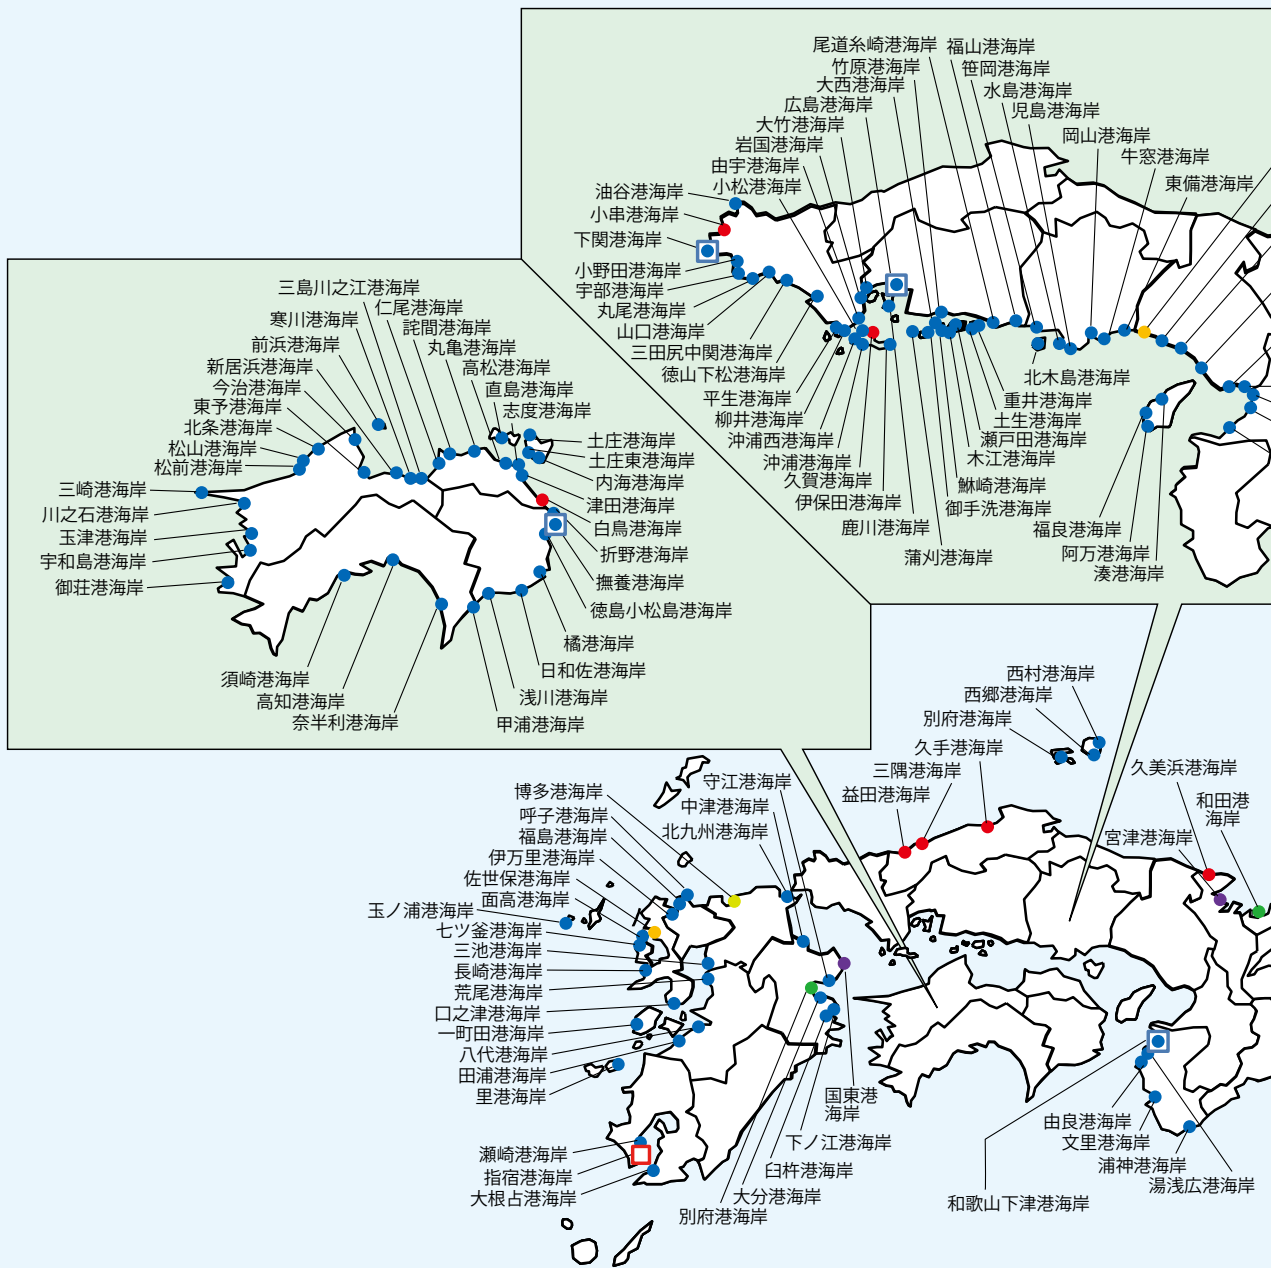 尾道糸崎港海岸
福山港海岸
竹原港海岸
笹岡港海岸
大西港海岸
水島港海岸
広島港海岸
児島港海岸
大竹港海岸
岡山港海岸
岩国港海岸
牛窓港海岸
由宇港海岸
東備港海岸
小松港海岸
油谷港海岸
小串港海岸
下関港海岸
小野田港海岸
宇部港海岸
丸尾港海岸
山口港海岸
三田尻中関港海岸
徳山下松港海岸
平生港海岸
柳井港海岸
沖浦西港海岸
沖浦港海岸
久賀港海岸
伊保田港海岸
鹿川港海岸
蒲刈港海岸
北木島港海岸
重井港海岸
土生港海岸
瀬戸田港海岸
木江港海岸
鮴崎港海岸
御手洗港海岸
福良港海岸
阿万港海岸
湊港海岸
三島川之江港海岸
仁尾港海岸
寒川港海岸
詫間港海岸
前浜港海岸
丸亀港海岸
新居浜港海岸
高松港海岸
今治港海岸
直島港海岸
東予港海岸
志度港海岸
北条港海岸
松山港海岸
松前港海岸
土庄港海岸
土庄東港海岸
内海港海岸
津田港海岸
白鳥港海岸
折野港海岸
撫養港海岸
徳島小松島港海岸
橘港海岸
日和佐港海岸
浅川港海岸
甲浦港海岸
三崎港海岸
川之石港海岸
玉津港海岸
宇和島港海岸
御荘港海岸
須崎港海岸
高知港海岸
奈半利港海岸
西村港海岸
西郷港海岸
別府港海岸
久手港海岸
三隅港海岸
益田港海岸
久美浜港海岸
和田港
海岸
宮津港海岸
守江港海岸
中津港海岸
北九州港海岸
博多港海岸
呼子港海岸
福島港海岸
伊万里港海岸
佐世保港海岸
面高港海岸
玉ノ浦港海岸
七ツ釜港海岸
三池港海岸
長崎港海岸
荒尾港海岸
口之津港海岸
一町田港海岸
八代港海岸
田浦港海岸
里港海岸
瀬崎港海岸
指宿港海岸
大根占港海岸
国東港
海岸
下ノ江港海岸
臼杵港海岸
大分港海岸
別府港海岸
由良港海岸
文里港海岸
浦神港海岸
湯浅広港海岸
和歌山下津港海岸